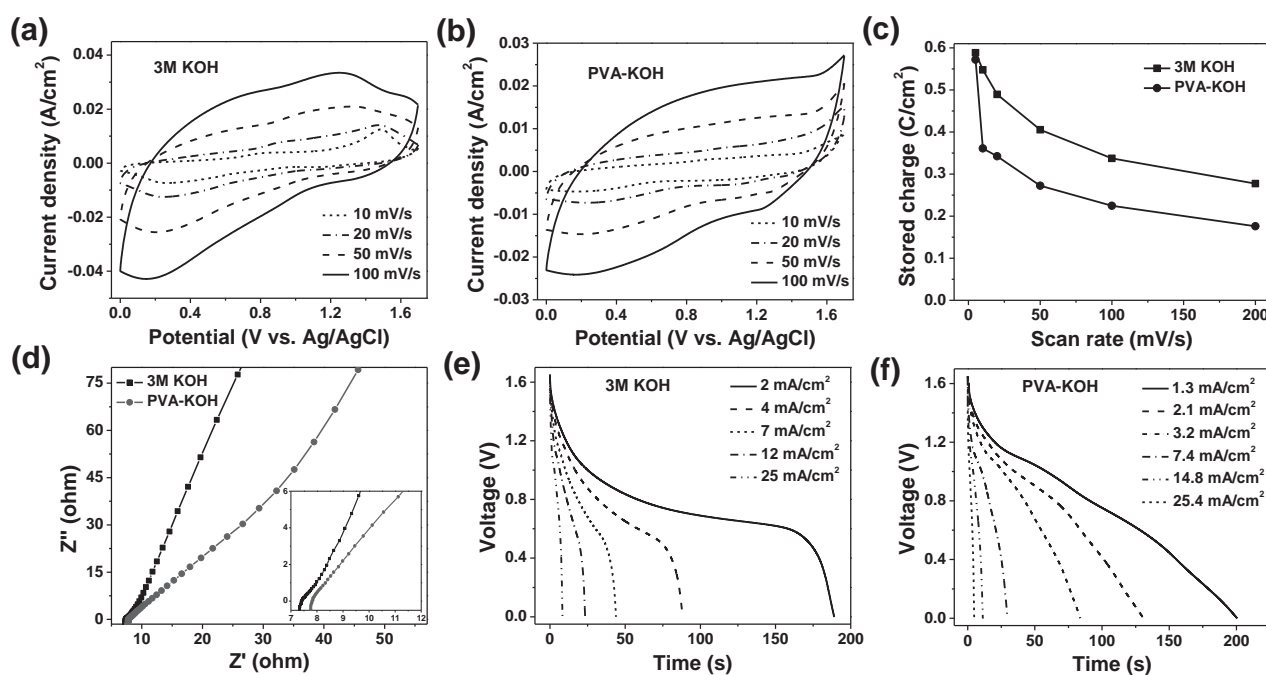 (a)
0.04
0.02
0.00
-0.02
-0.04
Current density (A/cm²)
3M KOH
10 mV/s
20 mV/s
50 mV/s
100 mV/s
0.0 0.4 0.8 1.2 1.6
Potential (V vs. Ag/AgCl)
(b)
0.03
0.02
0.01
0.00
-0.01
-0.02
-0.03
Current density (A/cm²)
PVA-KOH
10 mV/s
20 mV/s
50 mV/s
100 mV/s
0.0 0.4 0.8 1.2 1.6
Potential (V vs. Ag/AgCl)
(c)
0.6
0.5
0.4
0.3
0.2
0.1
0.0
Stored charge (C/cm²)
3M KOH
PVA-KOH
0 50 100 150 200
Scan rate (mV/s)
(d)
75
60
45
30
15
0
Z'' (ohm)
3M KOH
PVA-KOH
6
4
2
0
7 8 9 10 11 12
10 20 30 40 50
Z' (ohm)
(e)
1.6
1.2
0.8
0.4
0.0
Voltage (V)
3M KOH
2 mA/cm²
4 mA/cm²
7 mA/cm²
12 mA/cm²
25 mA/cm²
0 50 100 150 200
Time (s)
(f)
1.6
1.2
0.8
0.4
0.0
Voltage (V)
PVA-KOH
1.3 mA/cm²
2.1 mA/cm²
3.2 mA/cm²
7.4 mA/cm²
14.8 mA/cm²
25.4 mA/cm²
0 50 100 150 200
Time (s)